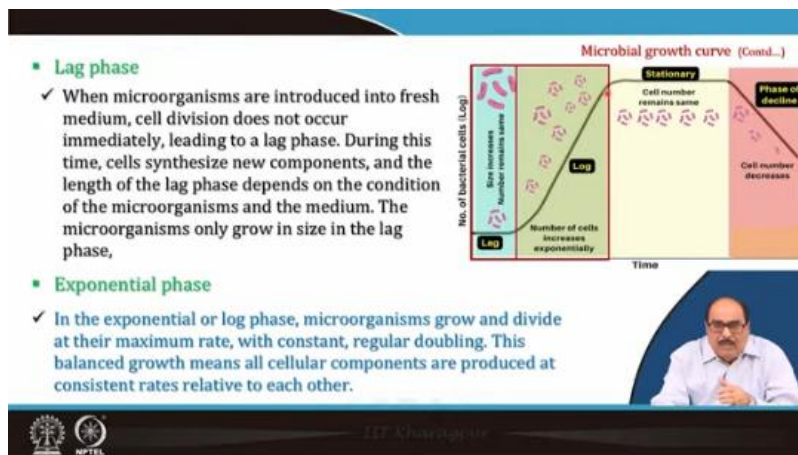 Microbial growth curve (Contd...)
▪ Lag phase
✓ When microorganisms are introduced into fresh
medium, cell division does not occur
immediately, leading to a lag phase. During this
time, cells synthesize new components, and the
length of the lag phase depends on the condition
of the microorganisms and the medium. The
microorganisms only grow in size in the lag
phase,
▪ Exponential phase
✓ In the exponential or log phase, microorganisms grow and divide
at their maximum rate, with constant, regular doubling. This
balanced growth means all cellular components are produced at
consistent rates relative to each other.
No. of bacterial cells (Log)
Size increases
Number remains same
Lag
Log
Number of cells
increases
exponentially
Stationary
Cell number
remains same
Phase of
decline
Cell number
decreases
Time
NPTEL
IIT Kharagpur